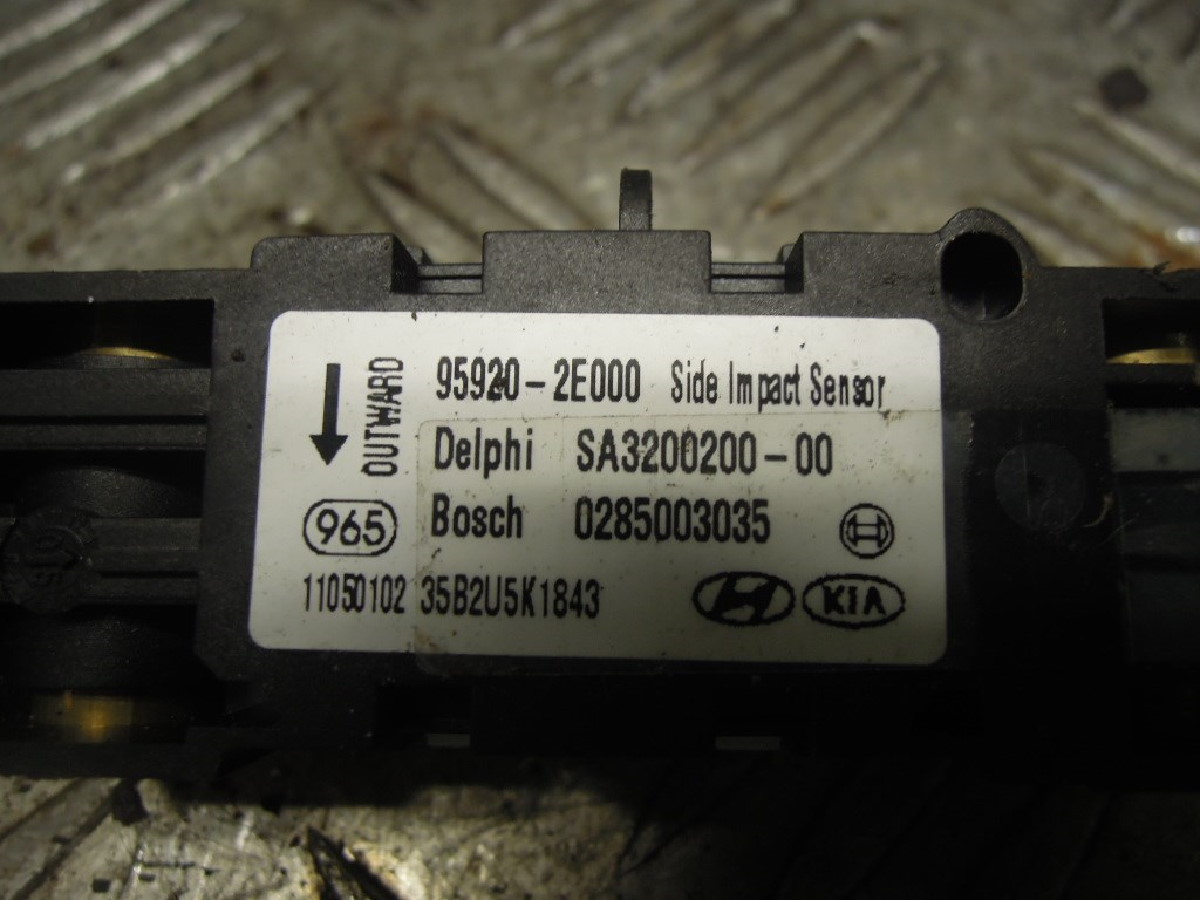 OUTWARD
95920-2E000 Side Impact Sensor
Delphi SA3200200-00
965 Bosch 0285003035
11050102 35B2U5K1843
KIA